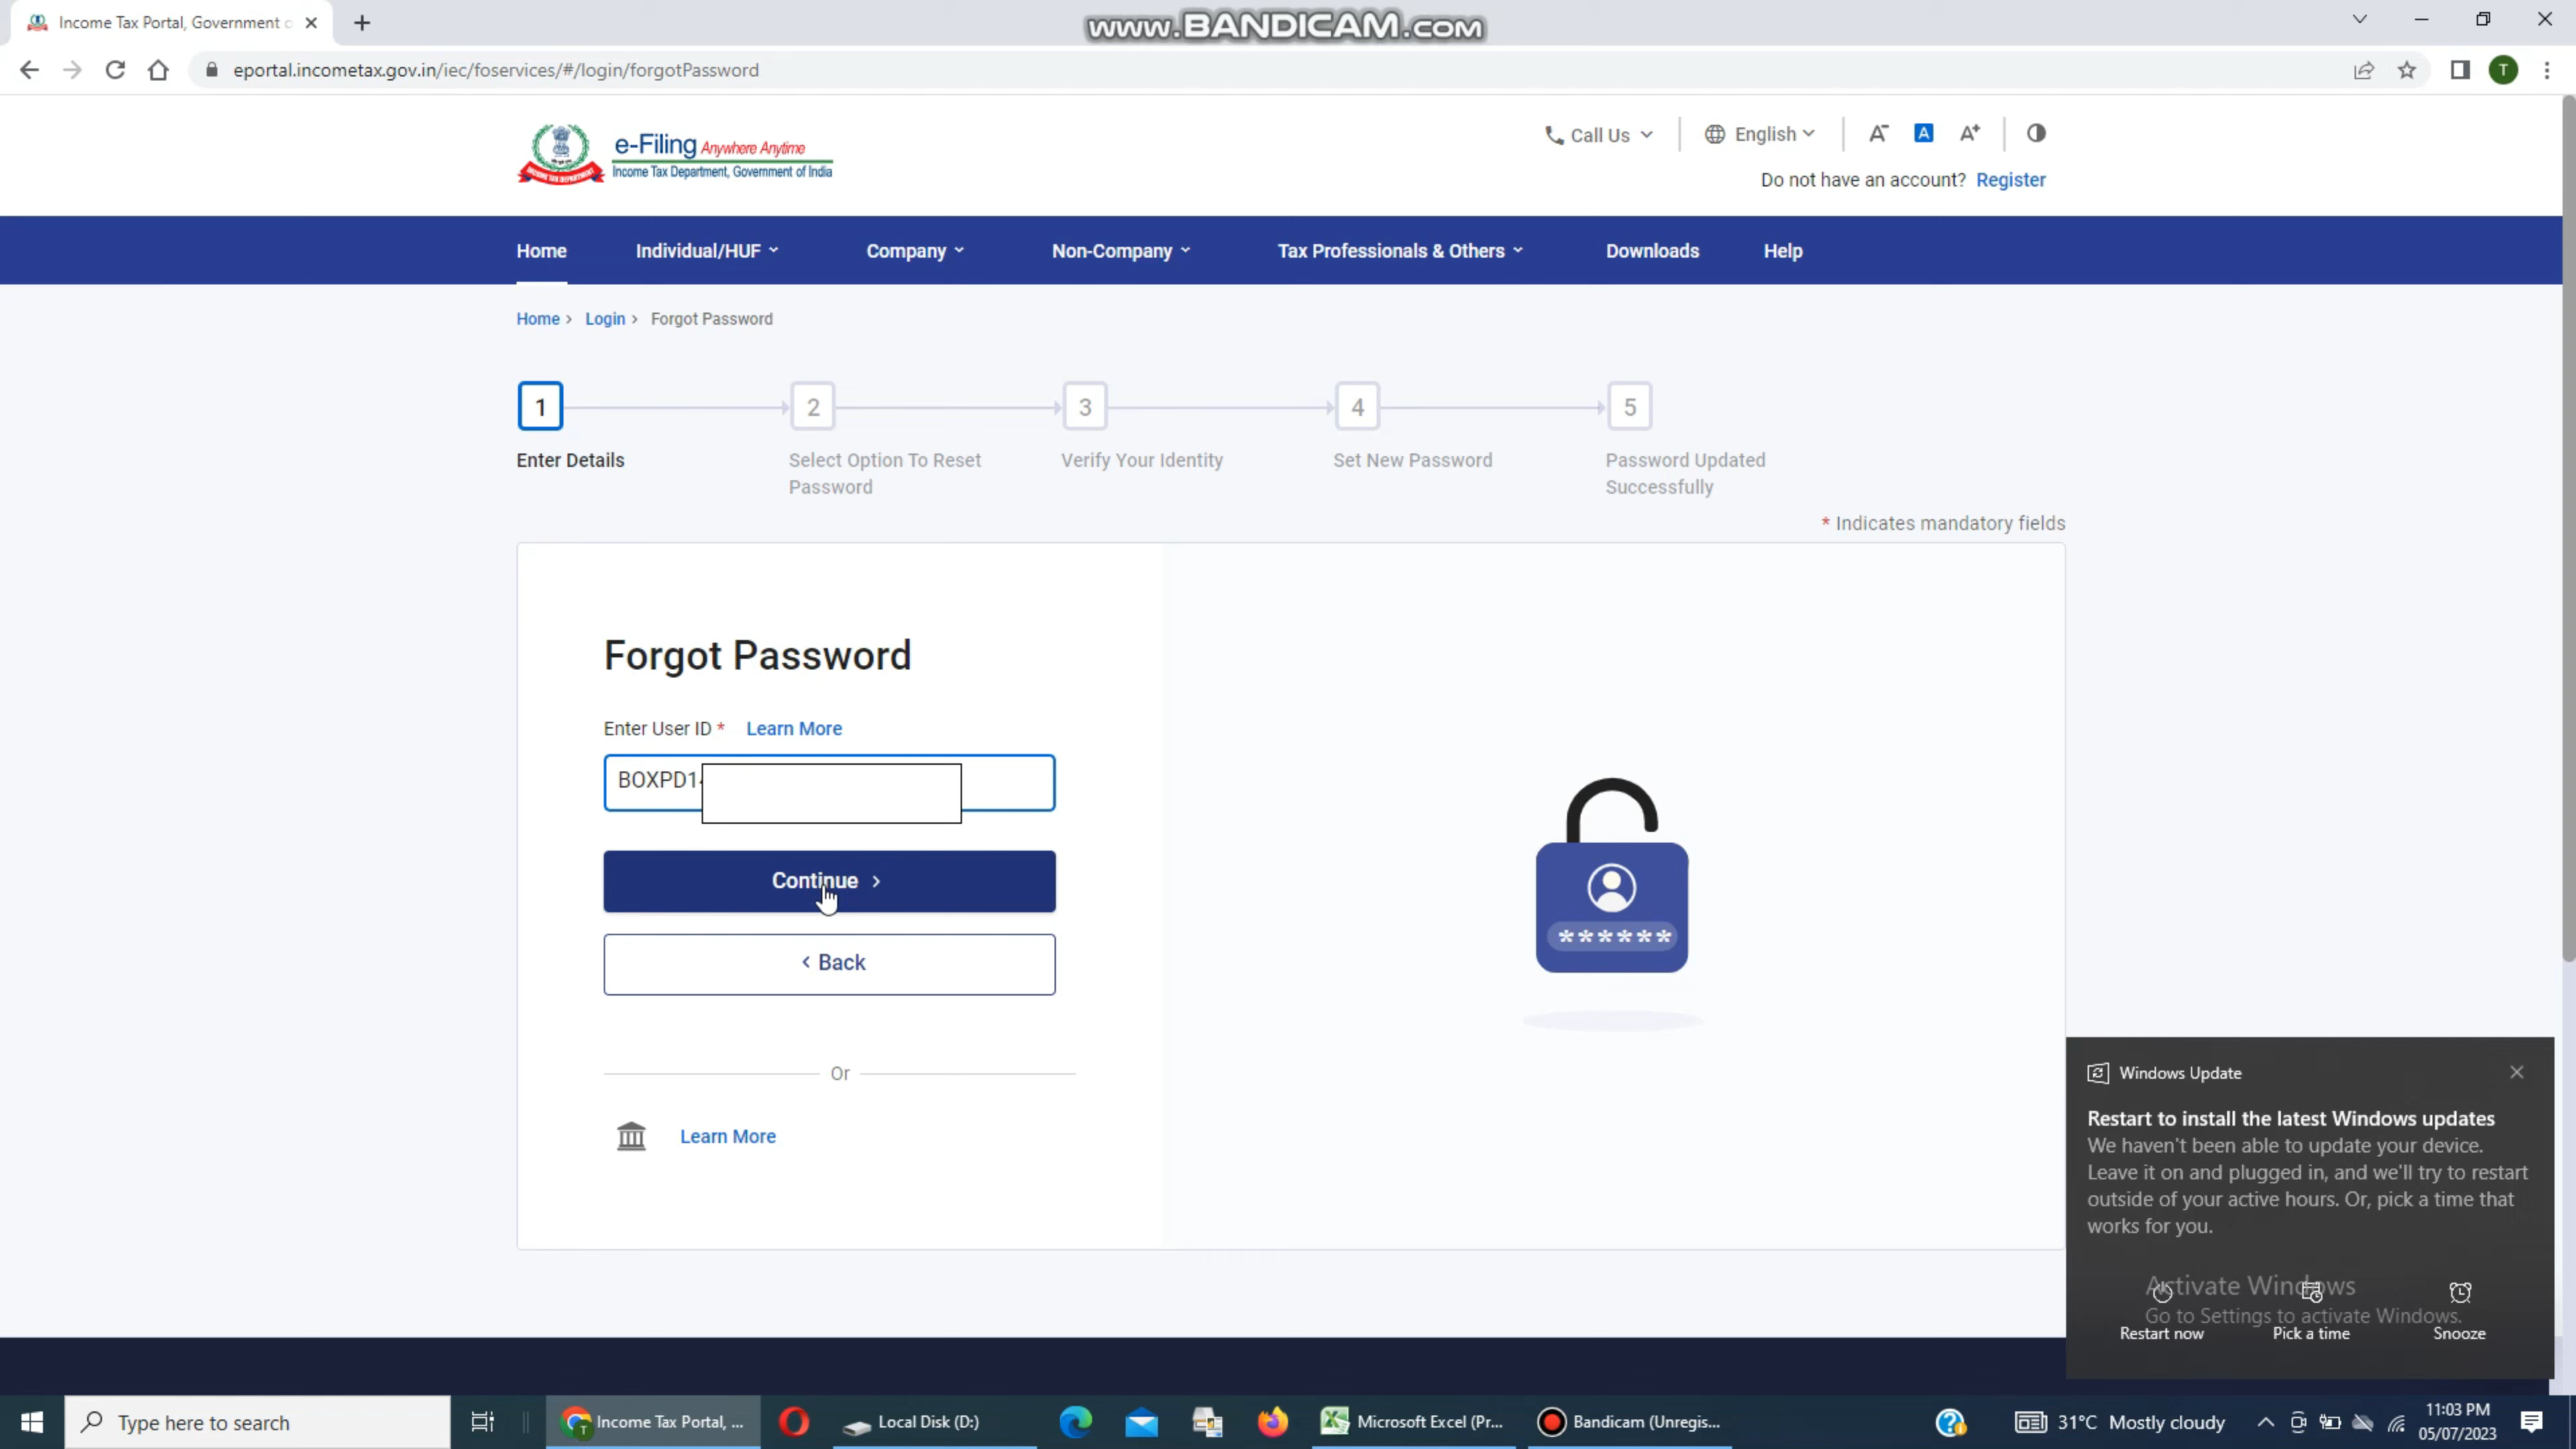 Income Tax Portal, Government o
www.BANDICAM.com
eportal.incometax.gov.in/iec/foservices/#/login/forgotPassword
T
e-Filing Anywhere Anytime
Income Tax Department, Government of India
INCOME TAX DEPARTMENT
Call Us
English
A-
A
A+
Do not have an account? Register
Home
Individual/HUF
Company
Non-Company
Tax Professionals & Others
Downloads
Help
Home > Login > Forgot Password
1
2
3
4
5
Enter Details
Select Option To Reset
Password
Verify Your Identity
Set New Password
Password Updated
Successfully
* Indicates mandatory fields
Forgot Password
Enter User ID * Learn More
BOXPD1
Continue >
< Back
******
Or
Learn More
Windows Update
Restart to install the latest Windows updates
We haven't been able to update your device.
Leave it on and plugged in, and we'll try to restart
outside of your active hours. Or, pick a time that
works for you.
Activate Windows
Go to Settings to activate Windows.
Restart now
Pick a time
Snooze
Type here to search
Income Tax Portal, ...
Local Disk (D:)
Microsoft Excel (Pr...
Bandicam (Unregis...
31°C Mostly cloudy
11:03 PM
05/07/2023